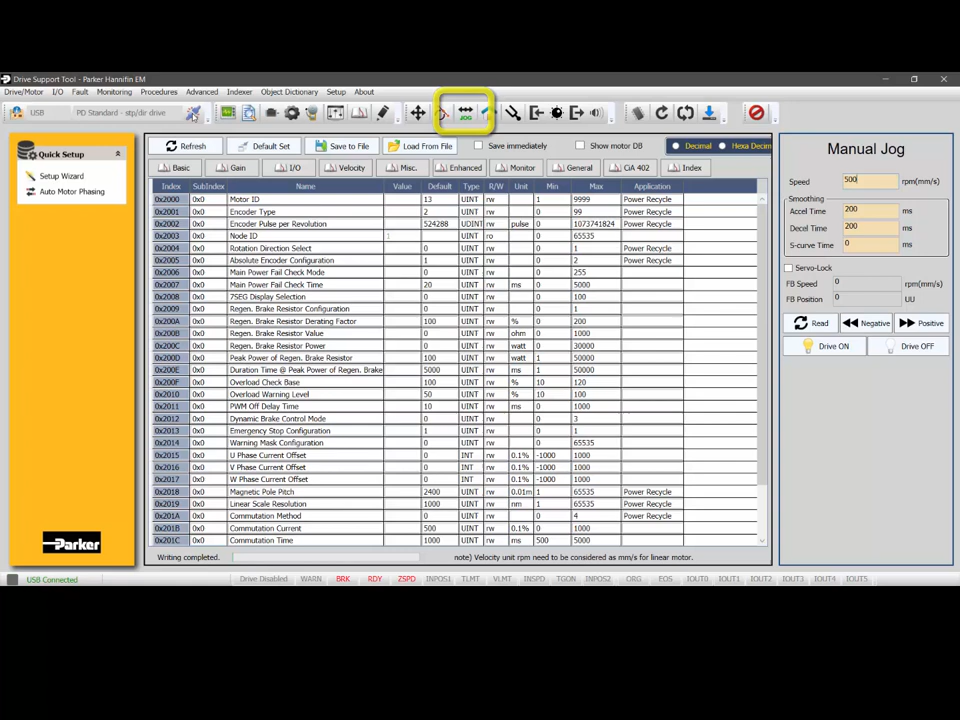 Drive Support Tool - Parker Hannifin EM
Drive/Motor I/O Fault Monitoring Procedures Advanced Index Object Dictionary Setup About
USB PD Standard - stp/dir drive
JOG
Quick Setup
Setup Wizard
Auto Motor Phasing
Parker
Refresh Default Set Save to File Load From File Save immediately Show motor DB Decimal Hexa Decim
Basic Gain I/O Velocity Misc. Enhanced Monitor General CiA 402 Index
Index SubIndex Name Value Default Type R/W Unit Min Max Application
0x2000 0x0 Motor ID 13 UINT rw 1 9999 Power Recycle
0x2001 0x0 Encoder Type 2 UINT rw 0 99 Power Recycle
0x2002 0x0 Encoder Pulse per Revolution 524288 UDINT rw pulse 0 1073741824 Power Recycle
0x2003 0x0 Node ID UINT ro 0 65535
0x2004 0x0 Rotation Direction Select 0 UINT rw 0 1 Power Recycle
0x2005 0x0 Absolute Encoder Configuration 1 UINT rw 0 2 Power Recycle
0x2006 0x0 Main Power Fail Check Mode 0 UINT rw 0 255
0x2007 0x0 Main Power Fail Check Time 20 UINT rw ms 0 5000
0x2008 0x0 7SEG Display Selection 0 UINT rw 0 100
0x2009 0x0 Regen. Brake Resistor Configuration 0 UINT rw 0 1
0x200A 0x0 Regen. Brake Resistor Derating Factor 100 UINT rw % 0 200
0x200B 0x0 Regen. Brake Resistor Value 0 UINT rw ohm 0 1000
0x200C 0x0 Regen. Brake Resistor Power 0 UINT rw watt 0 30000
0x200D 0x0 Peak Power of Regen. Brake Resistor 100 UINT rw watt 1 50000
0x200E 0x0 Duration Time @ Peak Power of Regen. Brake 5000 UINT rw ms 1 50000
0x200F 0x0 Overload Check Base 100 UINT rw % 10 120
0x2010 0x0 Overload Warning Level 50 UINT rw % 10 100
0x2011 0x0 PWM Off Delay Time 10 UINT rw ms 0 1000
0x2012 0x0 Dynamic Brake Control Mode 0 UINT rw 0 3
0x2013 0x0 Emergency Stop Configuration 1 UINT rw 0 1
0x2014 0x0 Warning Mask Configuration 0 UINT rw 0 65535
0x2015 0x0 U Phase Current Offset 0 INT rw 0.1% -1000 1000
0x2016 0x0 V Phase Current Offset 0 INT rw 0.1% -1000 1000
0x2017 0x0 W Phase Current Offset 0 INT rw 0.1% -1000 1000
0x2018 0x0 Magnetic Pole Pitch 2400 UINT rw 0.01m 1 65535 Power Recycle
0x2019 0x0 Linear Scale Resolution 1000 UINT rw nm 1 65535 Power Recycle
0x201A 0x0 Commutation Method 0 UINT rw 0 4 Power Recycle
0x201B 0x0 Commutation Current 500 UINT rw 0.1% 0 1000
0x201C 0x0 Commutation Time 1000 UINT rw ms 500 5000
Writing completed. note) Velocity unit rpm need to be considered as mm/s for linear motor.
Manual Jog
Speed 500 rpm(mm/s)
Smoothing
Accel Time 200 ms
Decel Time 200 ms
S-curve Time 0 ms
Servo-Lock
FB Speed 0 rpm(mm/s)
FB Position 0 UU
Read Negative Positive
Drive ON Drive OFF
USB Connected Drive Disabled WARN BRK RDY ZSPD INPOS1 TLMT VLMT INSPD TGON INPOS2 ORG EOS IOUT0 IOUT1 IOUT2 IOUT3 IOUT4 IOUT5